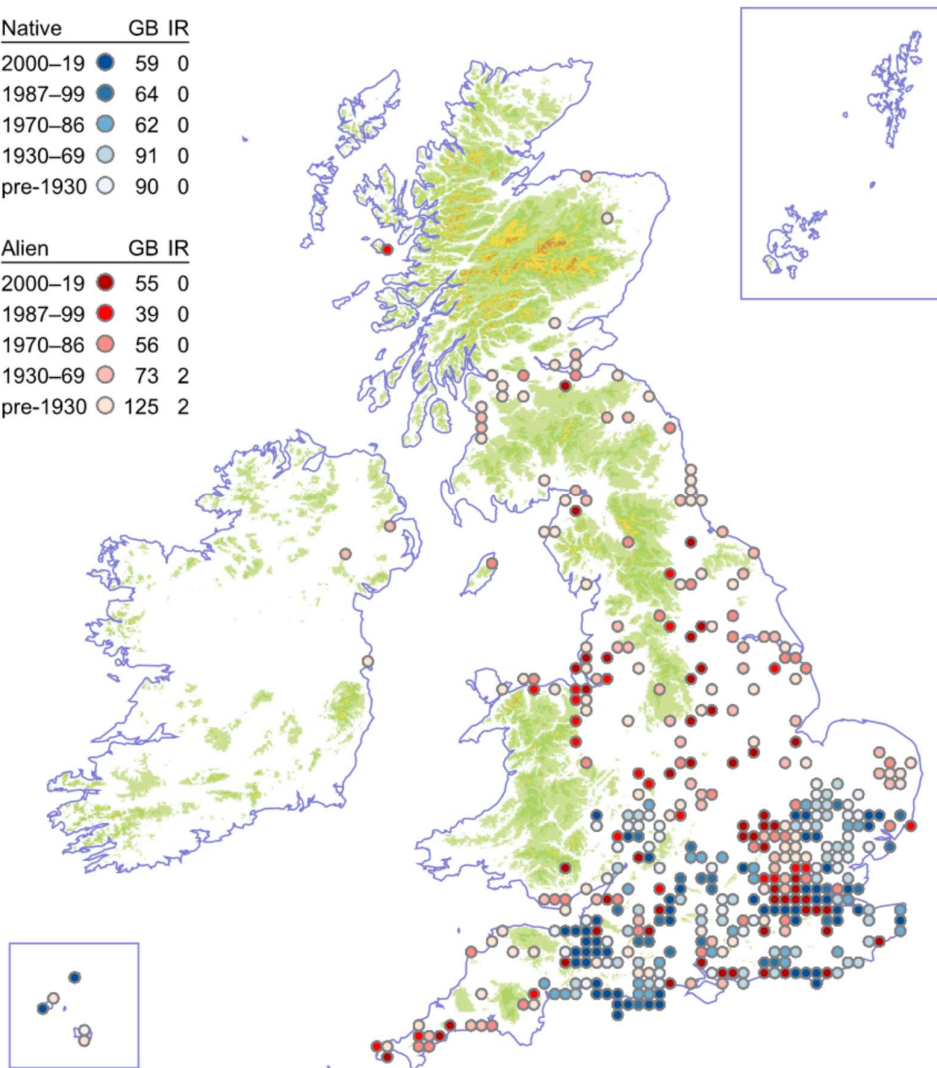 Native GB IR
2000–19 59 0
1987–99 64 0
1970–86 62 0
1930–69 91 0
pre-1930 90 0
Alien GB IR
2000–19 55 0
1987–99 39 0
1970–86 56 0
1930–69 73 2
pre-1930 125 2